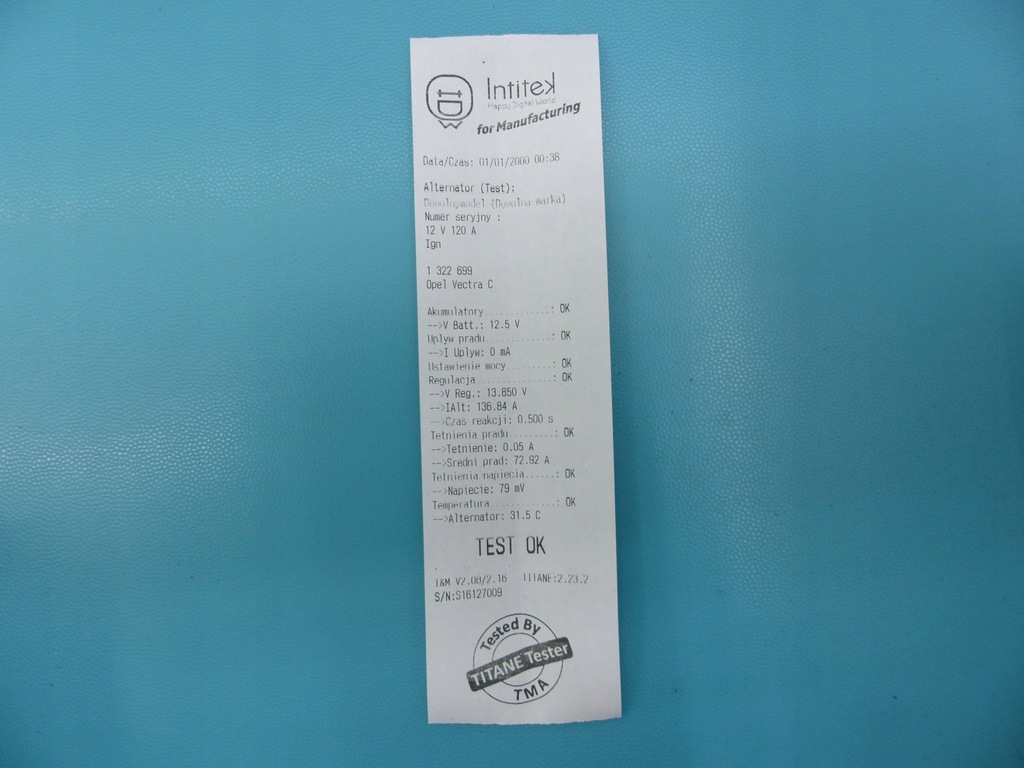 Intitek
Happy Digital World
for Manufacturing
Data/Czas: 01/01/2000 00:38
Alternator (Test):
Dowolnymodel (Dowolna marka)
Numer seryjny :
12 V 120 A
Ign
1 322 699
Opel Vectra C
Akumulatory............: OK
-->V Batt.: 12.5 V
Uplyw pradu............: OK
-->I Uplyw: 0 mA
Ustawienie mocy........: OK
Regulacja..............: OK
-->V Reg.: 13.850 V
-->IAlt: 136.84 A
-->Czas reakcji: 0.500 s
Tetnienia pradu........: OK
-->Tetnienie: 0.05 A
-->Sredni prad: 72.92 A
Tetnienia napiecia.....: OK
-->Napiecie: 79 mV
Temperatura............: OK
-->Alternator: 31.5 C
TEST OK
I&M V2.00/2.16 TITANE:2.23.2
S/N:S16127009
Tested By
TITANE Tester
TMA